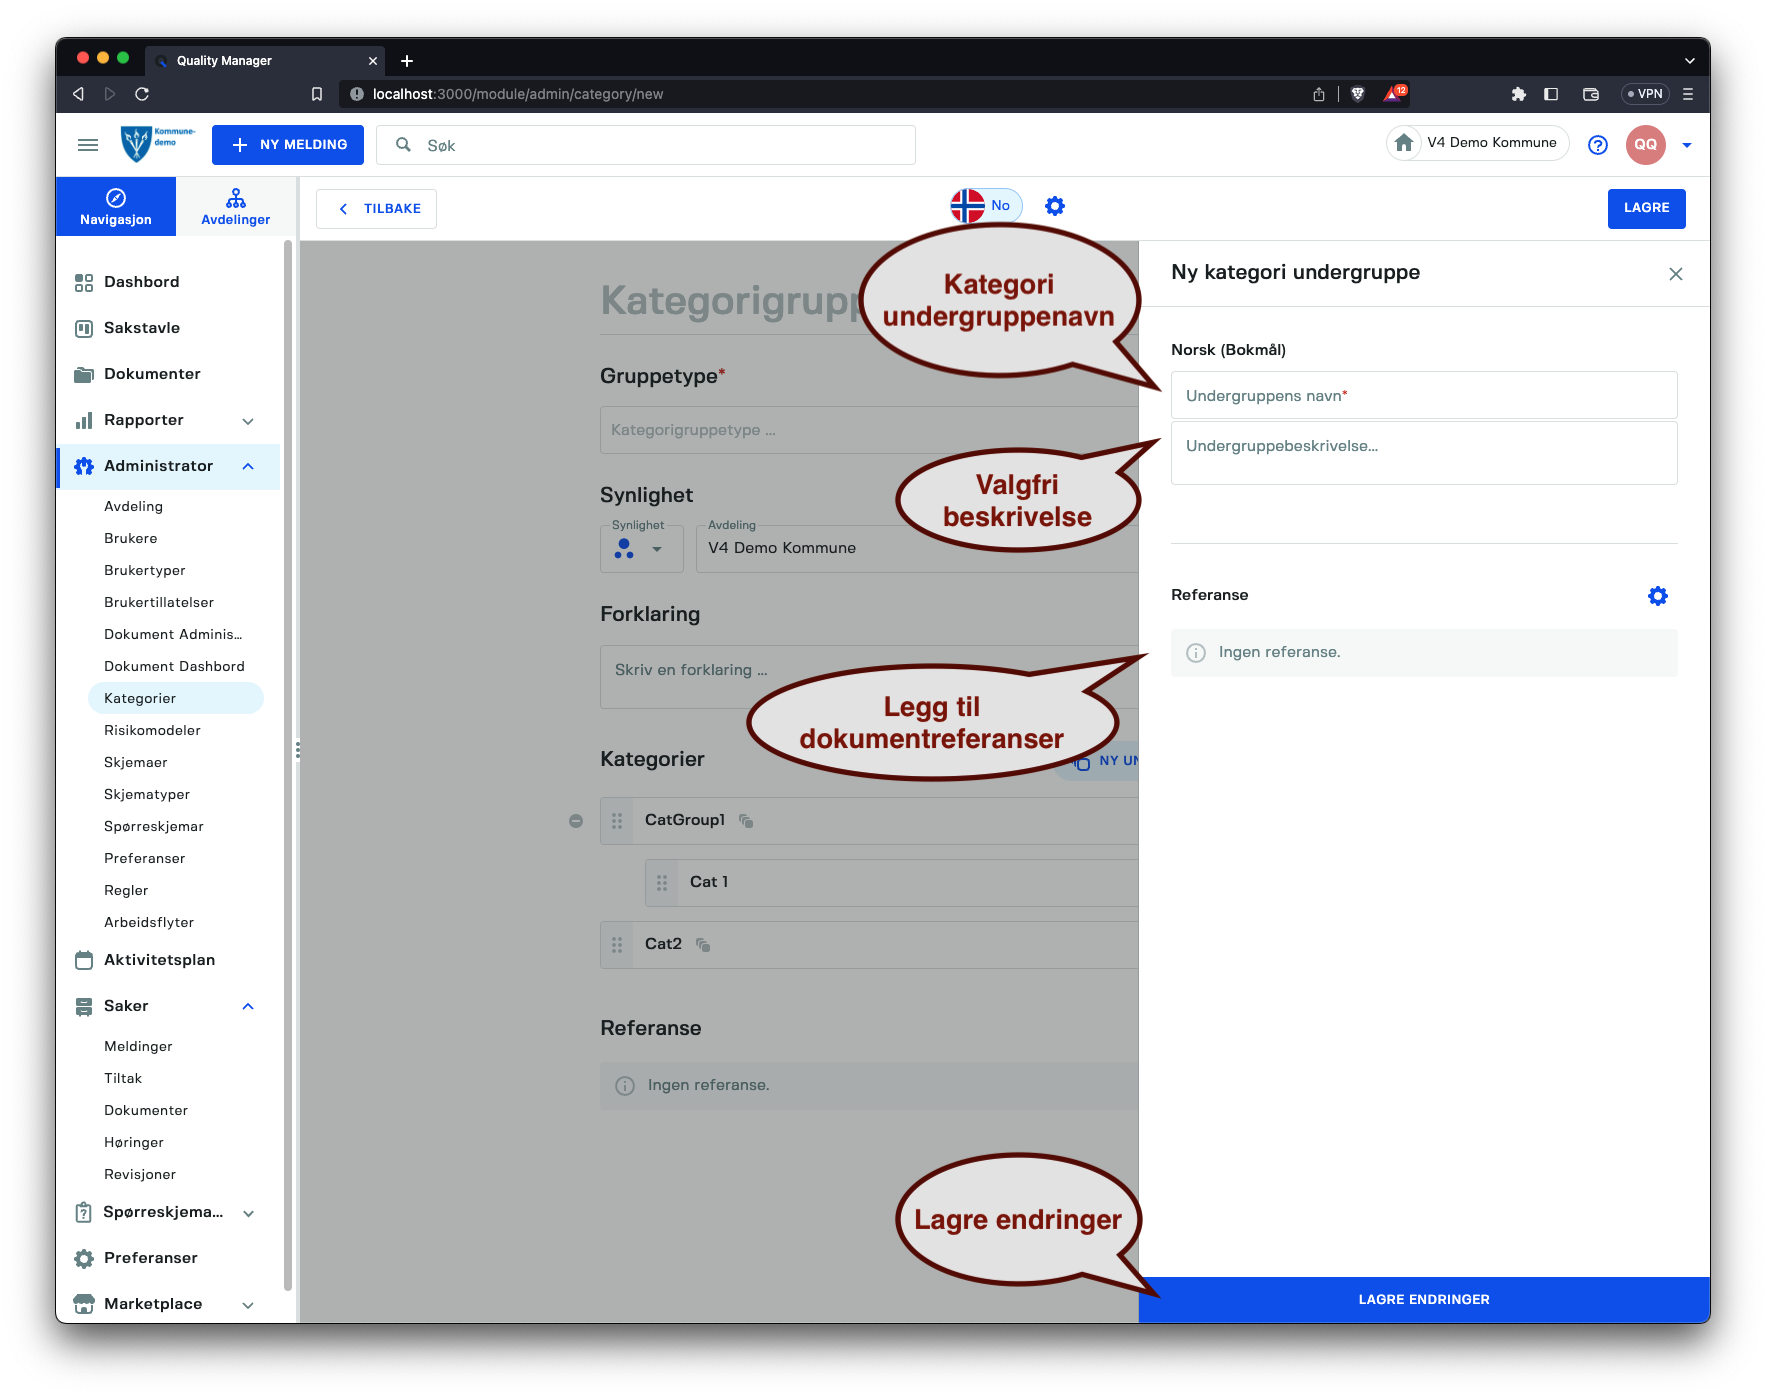 Quality Manager
localhost:3000/module/admin/category/new
12
VPN
Kommune-
demo
NY MELDING
Søk
V4 Demo Kommune
QQ
Navigasjon
Avdelinger
TILBAKE
No
LAGRE
Dashbord
Sakstavle
Dokumenter
Rapporter
Administrator
Avdeling
Brukere
Brukertyper
Brukertillatelser
Dokument Adminis...
Dokument Dashbord
Kategorier
Risikomodeler
Skjemaer
Skjematyper
Spørreskjemar
Preferanser
Regler
Arbeidsflyter
Aktivitetsplan
Saker
Meldinger
Tiltak
Dokumenter
Høringer
Revisjoner
Spørreskjema...
Preferanser
Marketplace
Kategorigrupp
Gruppetype*
Kategorigruppetype ...
Synlighet
Synlighet
Avdeling
V4 Demo Kommune
Forklaring
Skriv en forklaring ...
Kategorier
NY UN
CatGroup1
Cat 1
Cat2
Referanse
Ingen referanse.
Kategori
undergruppenavn
Valgfri
beskrivelse
Legg til
dokumentreferanser
Lagre endringer
Ny kategori undergruppe
Norsk (Bokmål)
Undergruppens navn*
Undergruppebeskrivelse...
Referanse
Ingen referanse.
LAGRE ENDRINGER